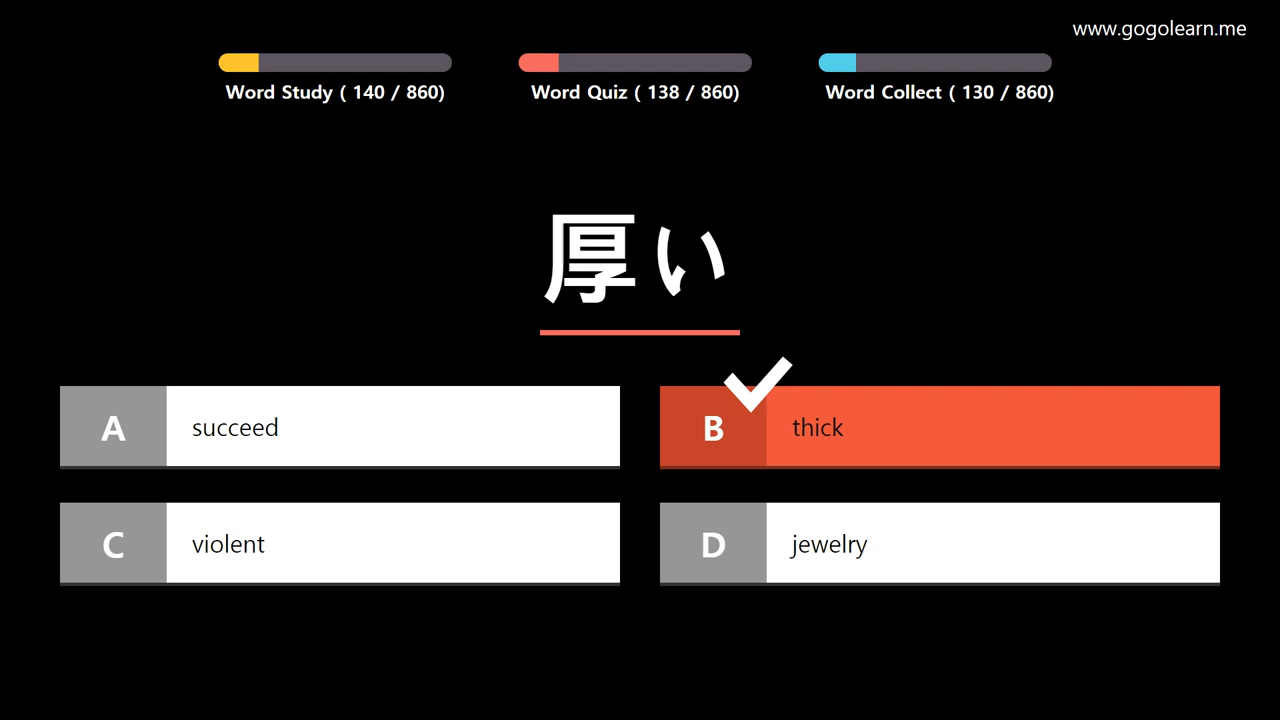 www.gogolearn.me
Word Study ( 140 / 860)
Word Quiz ( 138 / 860)
Word Collect ( 130 / 860)
厚い
A succeed
B thick
C violent
D jewelry